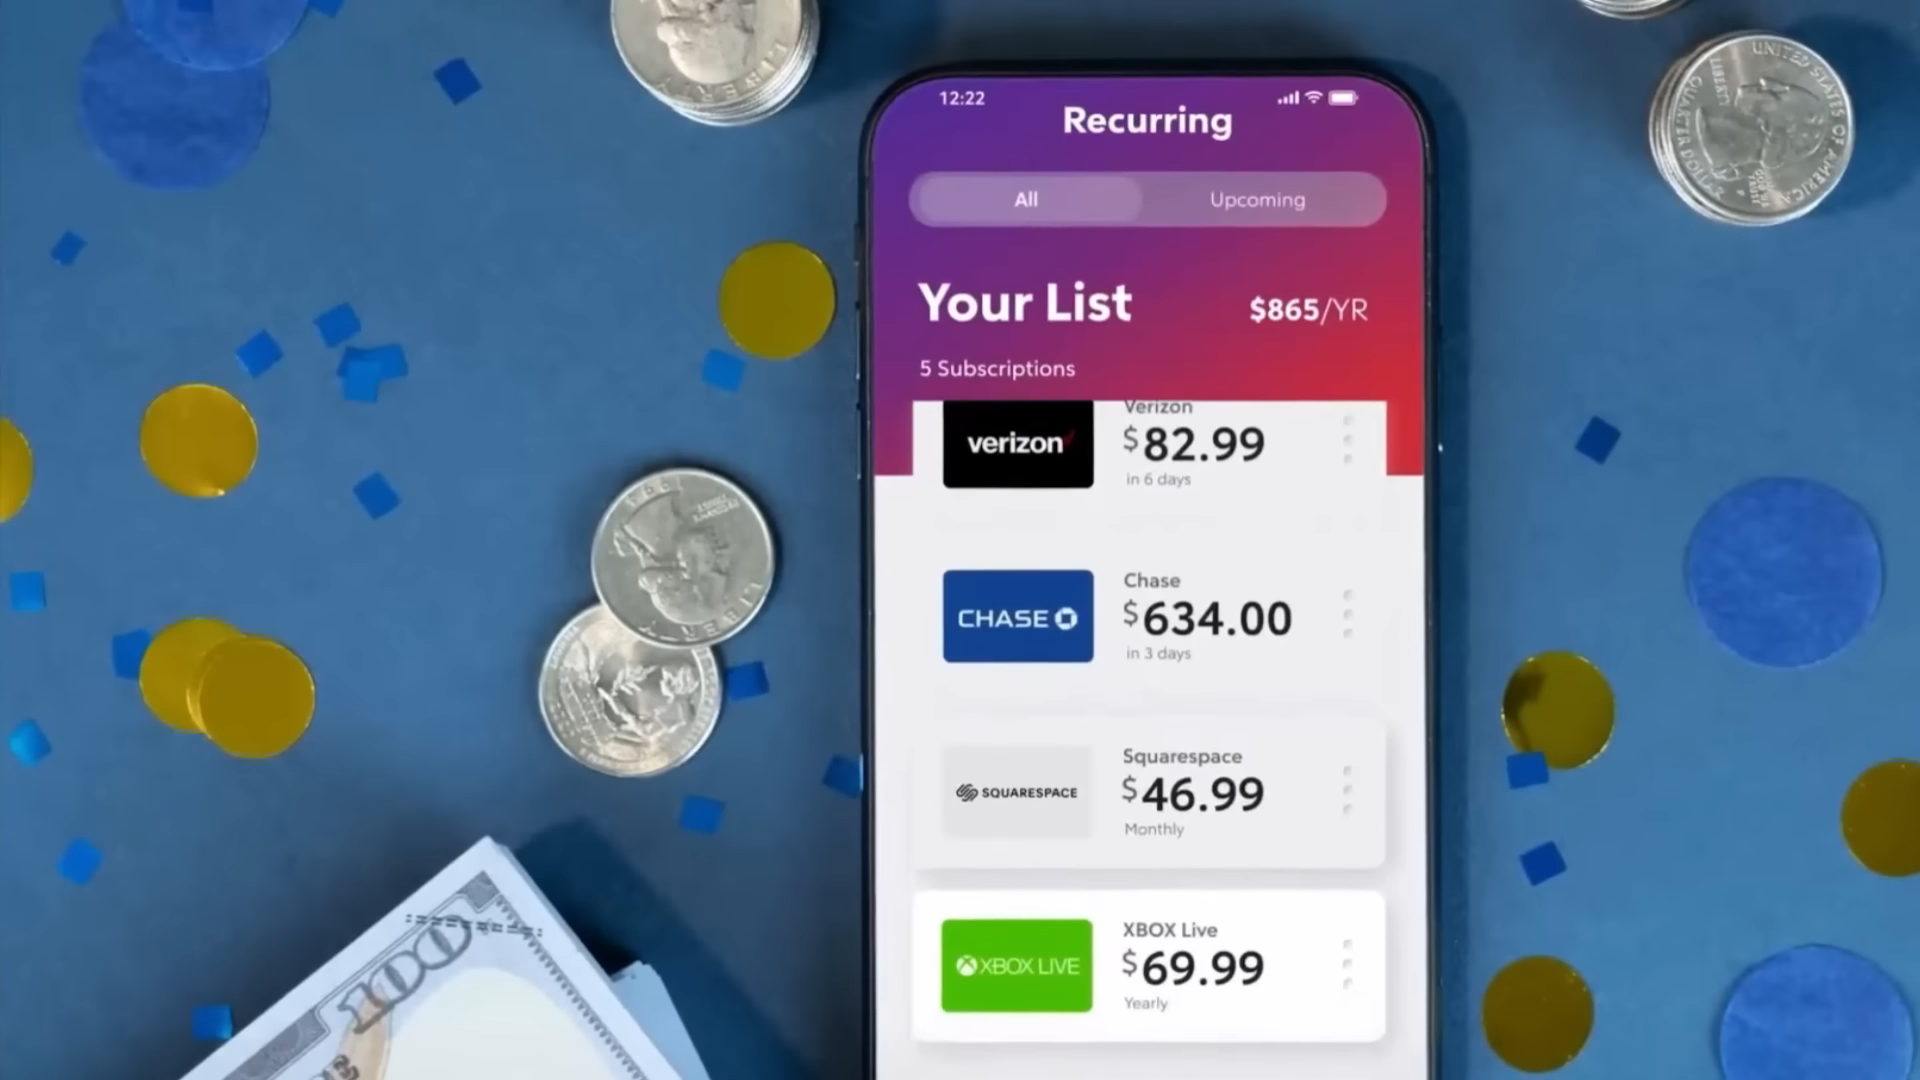 12:22
Recurring
All
Upcoming
Your List
$865/YR
5 Subscriptions
verizon
Verizon
$82.99
in 6 days
CHASE
Chase
$634.00
in 3 days
SQUARESPACE
Squarespace
$46.99
Monthly
XBOX LIVE
XBOX Live
$69.99
Yearly
LIBERTY
UNITED STATES OF AMERICA
LIBERTY
QUARTER DOLLAR
LIBERTY
100